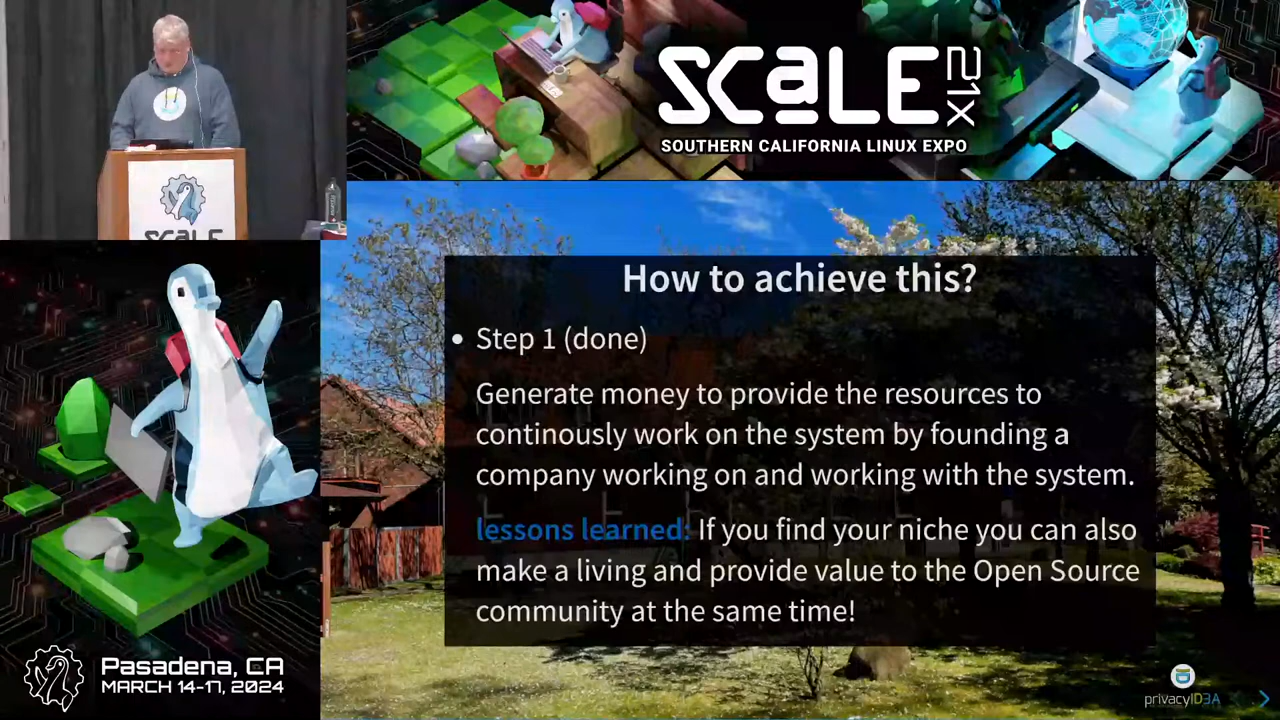 SCALE 21X
SOUTHERN CALIFORNIA LINUX EXPO
SCALE
How to achieve this?
• Step 1 (done)
Generate money to provide the resources to
continously work on the system by founding a
company working on and working with the system.
lessons learned: If you find your niche you can also
make a living and provide value to the Open Source
community at the same time!
Pasadena, CA
MARCH 14-17, 2024
privacyIDEA